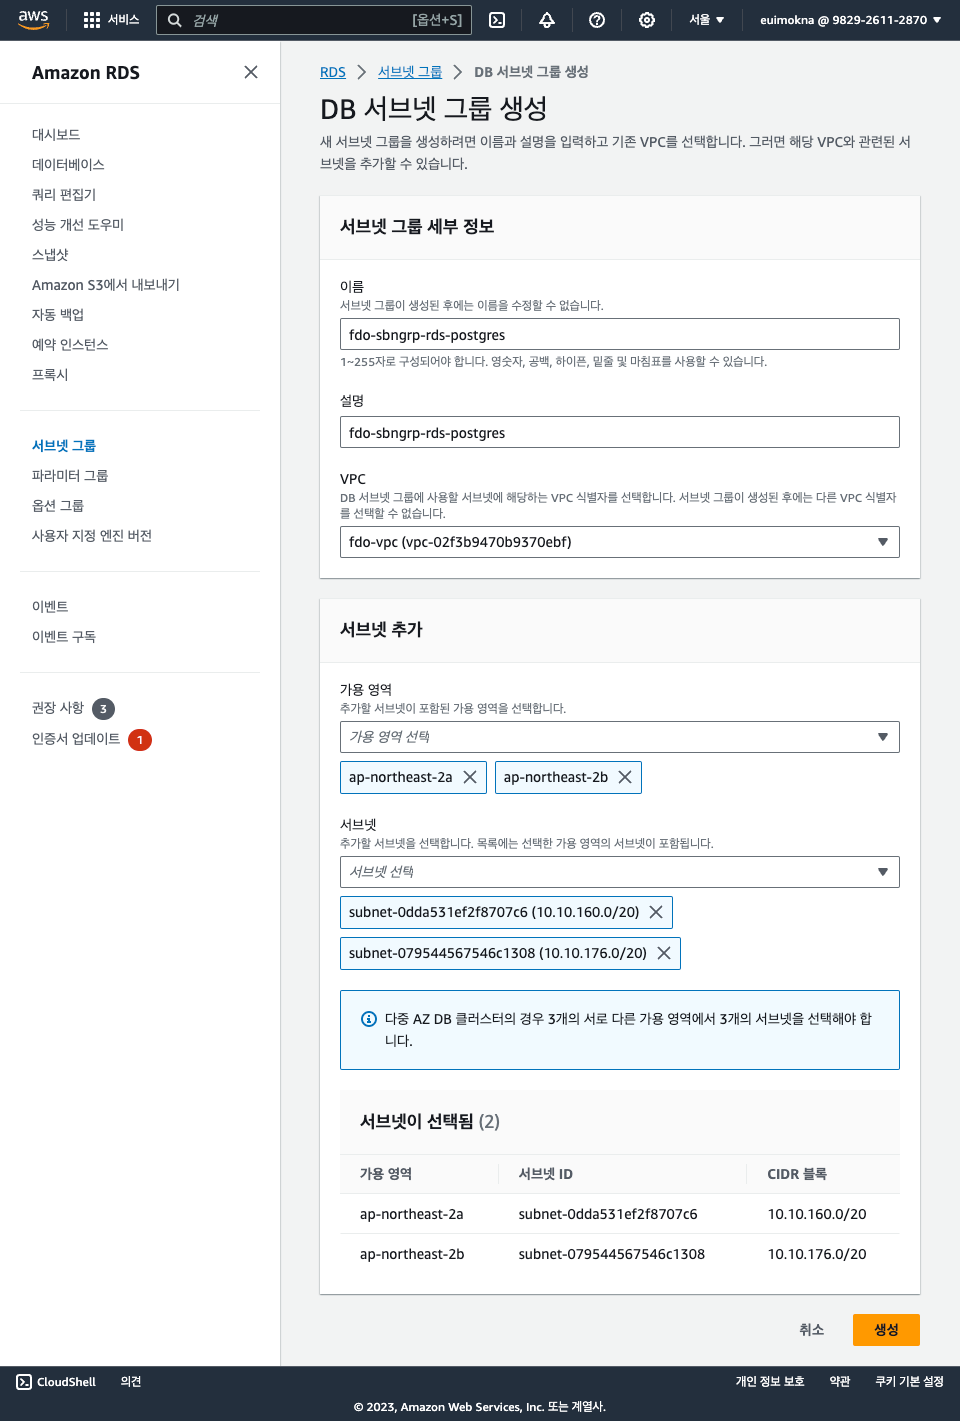 aws
서비스
검색
[옵션+S]
서울
euimokna @ 9829-2611-2870
Amazon RDS
대시보드
데이터베이스
쿼리 편집기
성능 개선 도우미
스냅샷
Amazon S3에서 내보내기
자동 백업
예약 인스턴스
프록시
서브넷 그룹
파라미터 그룹
옵션 그룹
사용자 지정 엔진 버전
이벤트
이벤트 구독
권장 사항 3
인증서 업데이트 1
RDS > 서브넷 그룹 > DB 서브넷 그룹 생성
DB 서브넷 그룹 생성
새 서브넷 그룹을 생성하려면 이름과 설명을 입력하고 기존 VPC를 선택합니다. 그러면 해당 VPC와 관련된 서
브넷을 추가할 수 있습니다.
서브넷 그룹 세부 정보
이름
서브넷 그룹이 생성된 후에는 이름을 수정할 수 없습니다.
fdo-sbngrp-rds-postgres
1~255자로 구성되어야 합니다. 영숫자, 공백, 하이픈, 밑줄 및 마침표를 사용할 수 있습니다.
설명
fdo-sbngrp-rds-postgres
VPC
DB 서브넷 그룹에 사용할 서브넷에 해당하는 VPC 식별자를 선택합니다. 서브넷 그룹이 생성된 후에는 다른 VPC 식별자
를 선택할 수 없습니다.
fdo-vpc (vpc-02f3b9470b9370ebf)
서브넷 추가
가용 영역
추가할 서브넷이 포함된 가용 영역을 선택합니다.
가용 영역 선택
ap-northeast-2a
ap-northeast-2b
서브넷
추가할 서브넷을 선택합니다. 목록에는 선택한 가용 영역의 서브넷이 포함됩니다.
서브넷 선택
subnet-0dda531ef2f8707c6 (10.10.160.0/20)
subnet-079544567546c1308 (10.10.176.0/20)
다중 AZ DB 클러스터의 경우 3개의 서로 다른 가용 영역에서 3개의 서브넷을 선택해야 합
니다.
서브넷이 선택됨 (2)
가용 영역 서브넷 ID CIDR 블록
ap-northeast-2a subnet-0dda531ef2f8707c6 10.10.160.0/20
ap-northeast-2b subnet-079544567546c1308 10.10.176.0/20
취소
생성
CloudShell
의견
개인 정보 보호
약관
쿠키 기본 설정
© 2023, Amazon Web Services, Inc. 또는 계열사.